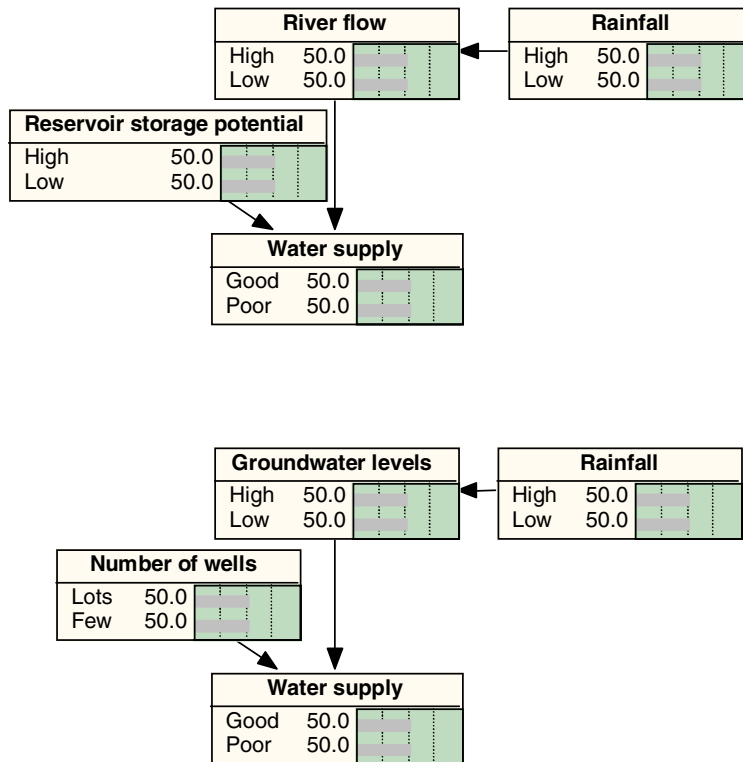 River flow
High 50.0
Low 50.0
Rainfall
High 50.0
Low 50.0
Reservoir storage potential
High 50.0
Low 50.0
Water supply
Good 50.0
Poor 50.0
Groundwater levels
High 50.0
Low 50.0
Rainfall
High 50.0
Low 50.0
Number of wells
Lots 50.0
Few 50.0
Water supply
Good 50.0
Poor 50.0